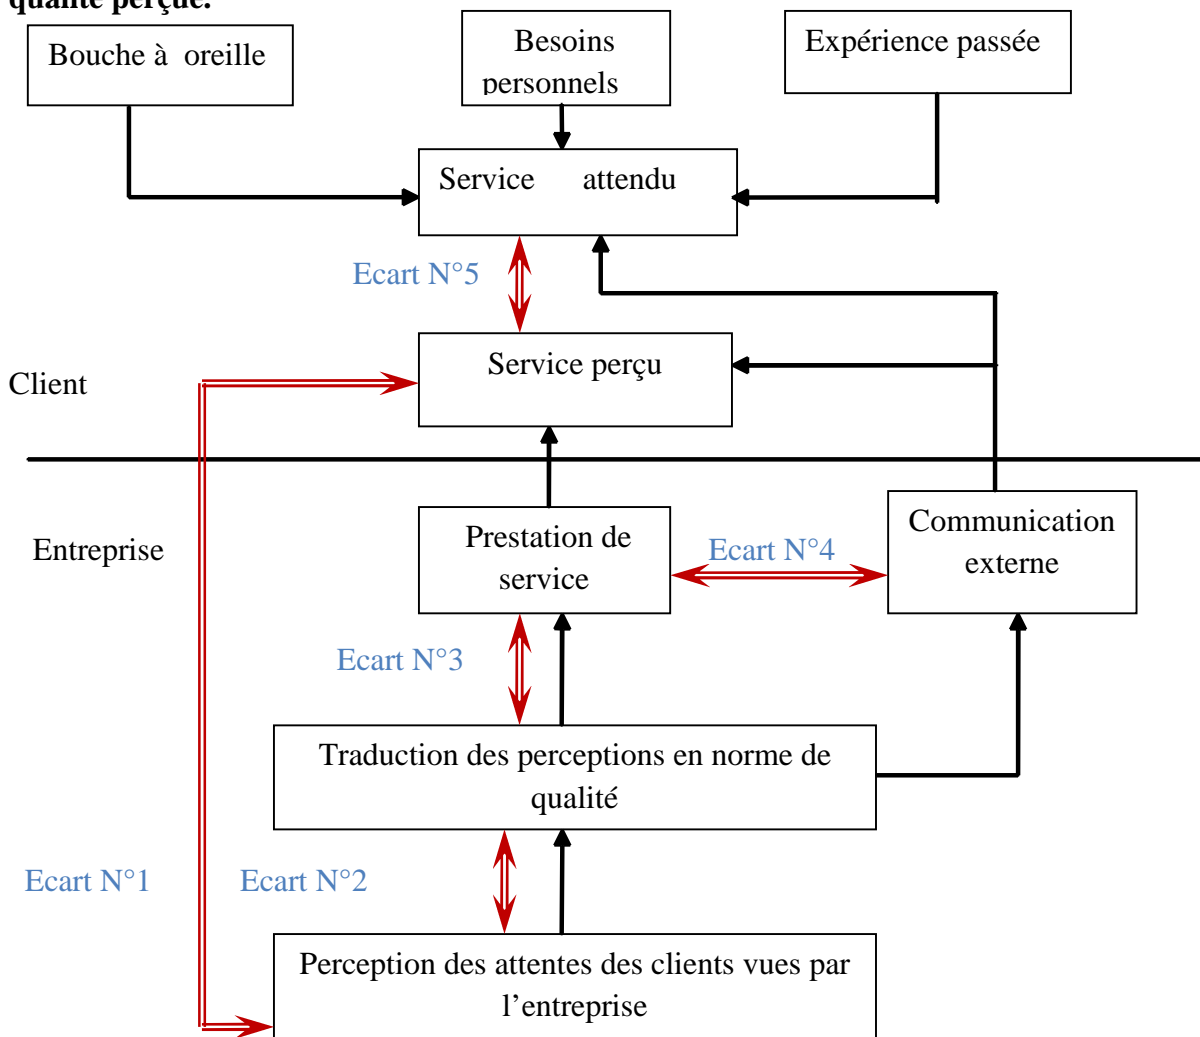 qualité perçue.
Bouche à oreille
Besoins
personnels
Expérience passée
Service attendu
Ecart N°5
Service perçu
Client
Entreprise
Prestation de
service
Ecart N°4
Communication
externe
Ecart N°3
Traduction des perceptions en norme de
qualité
Ecart N°1
Ecart N°2
Perception des attentes des clients vues par
l’entreprise